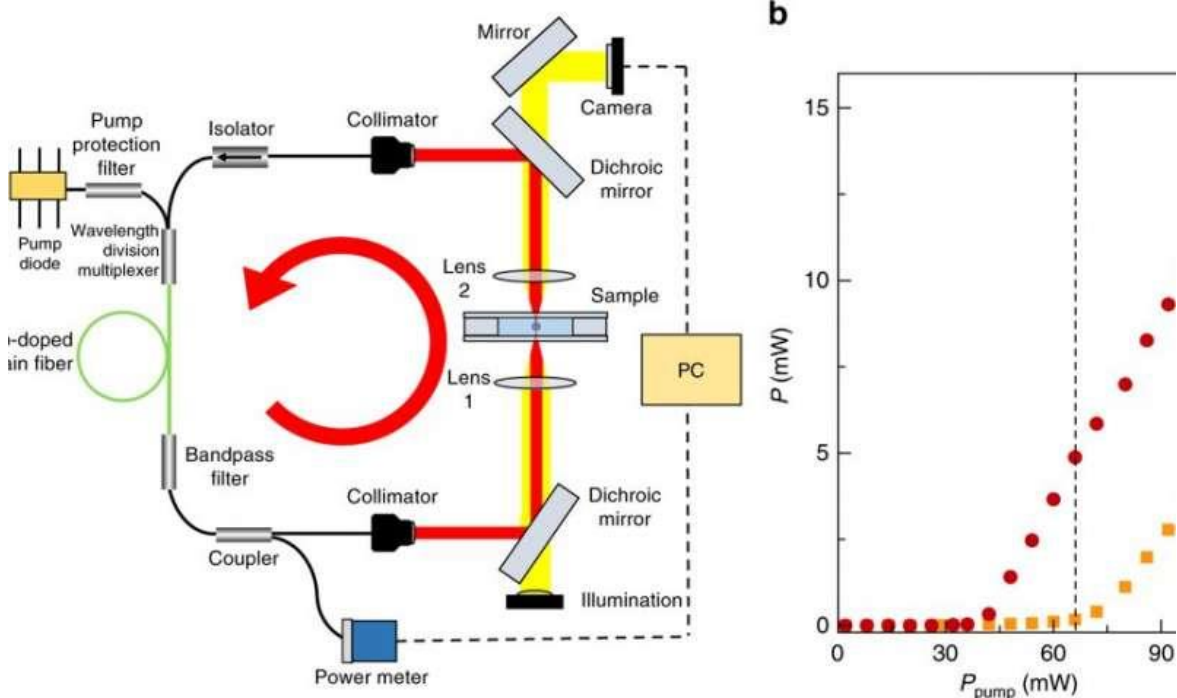 b
Mirror
Camera
Pump
protection
filter
Isolator
Collimator
Dichroic
mirror
Pump
diode
Wavelength
division
multiplexer
Lens
2
Sample
-doped
ain fiber
PC
Lens
1
Bandpass
filter
Collimator
Dichroic
mirror
Coupler
Illumination
Power meter
15
10
5
0
P (mW)
0
30
60
90
P_pump (mW)